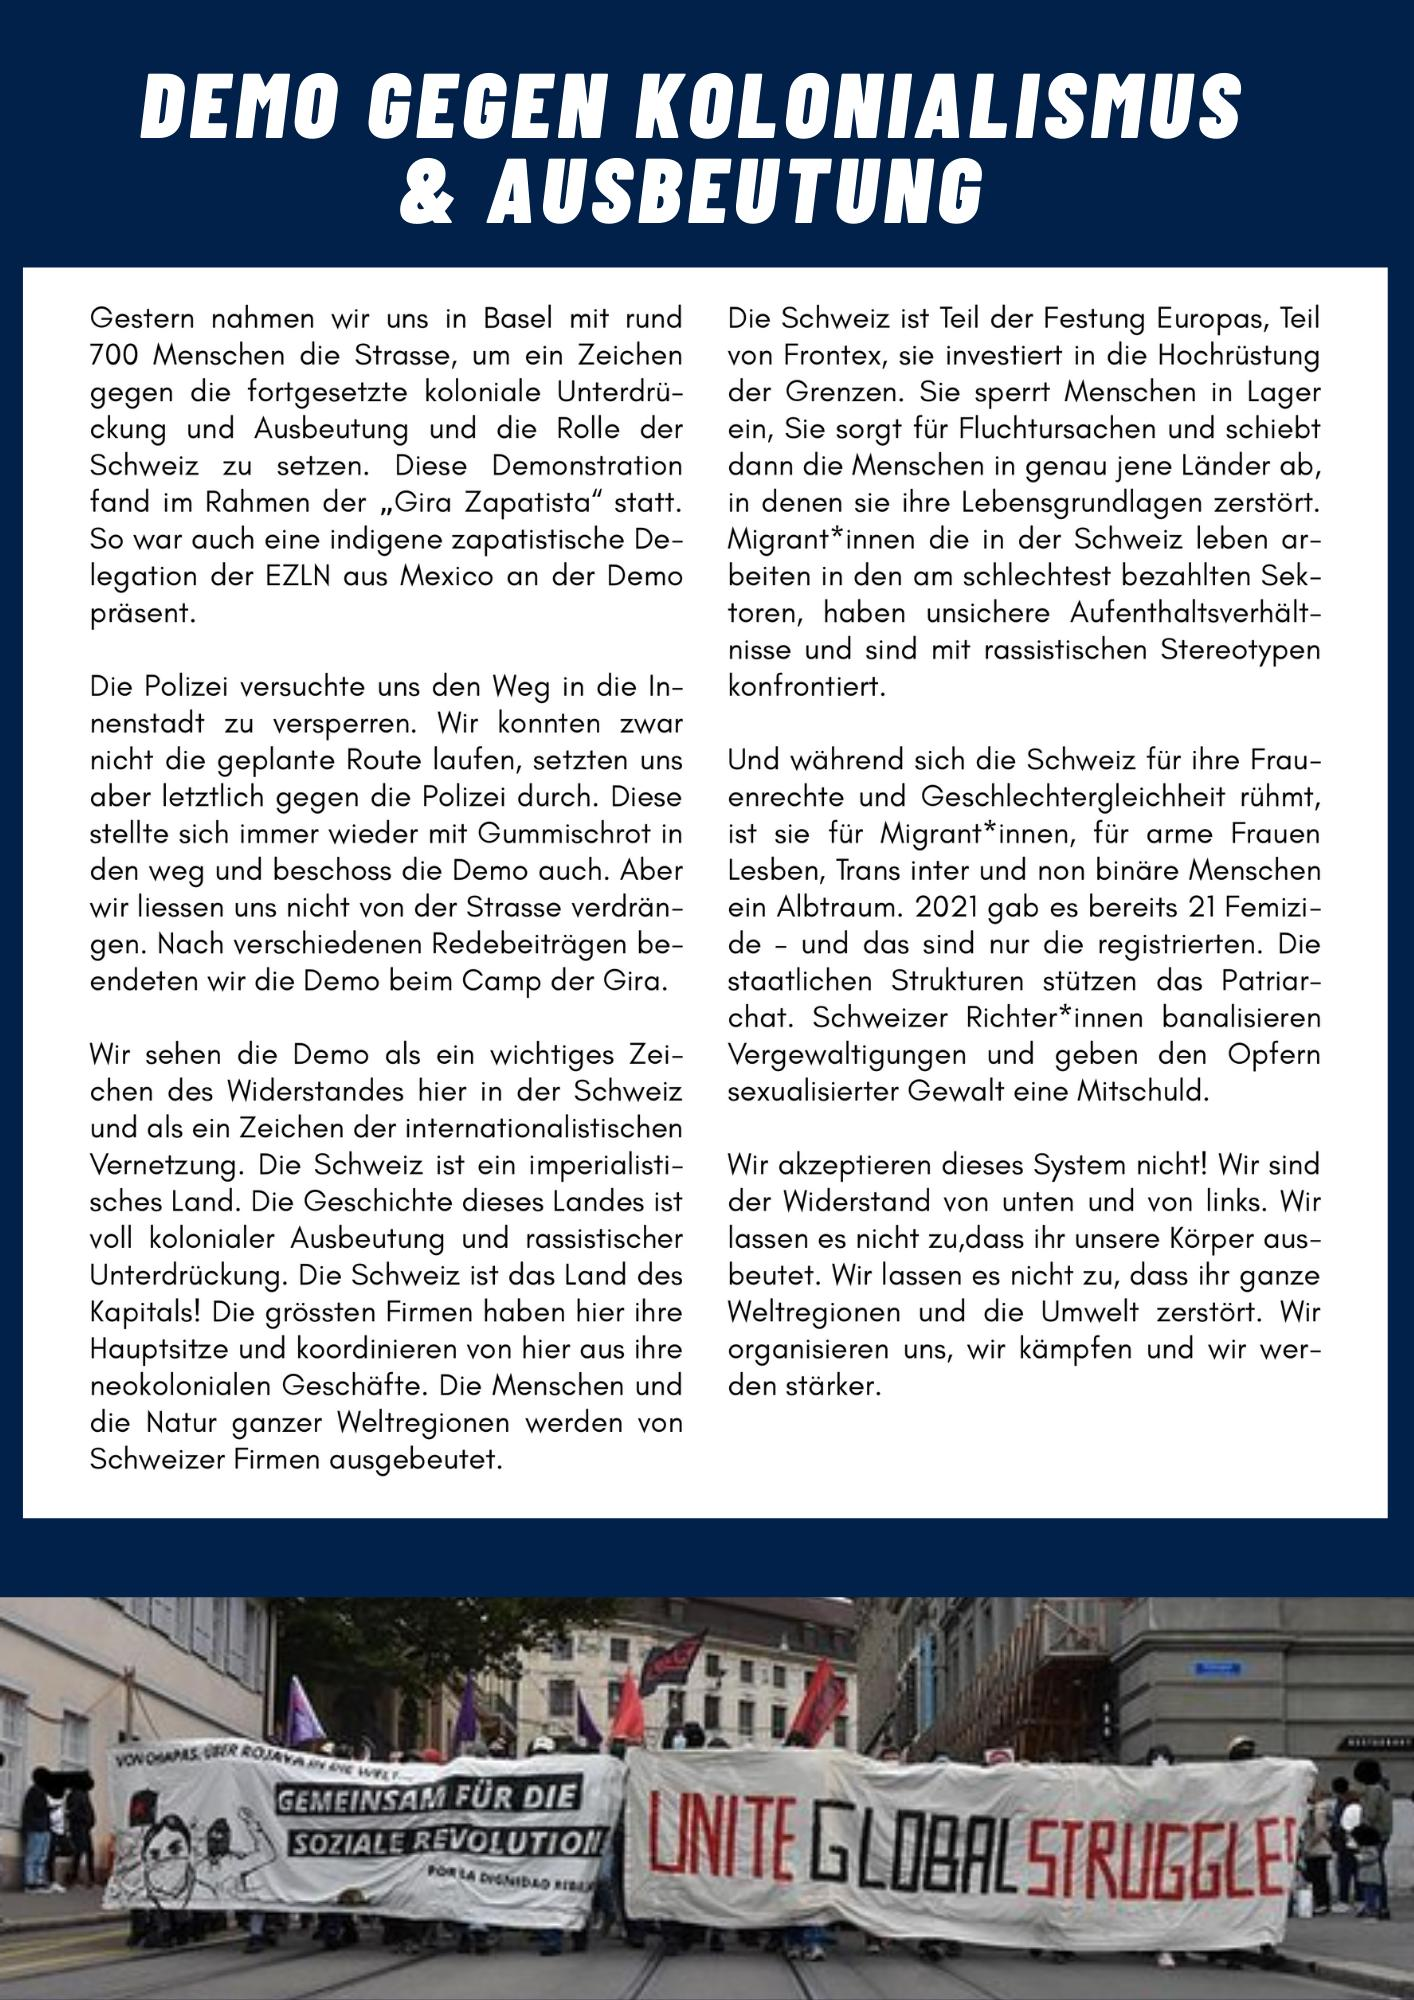 DEMO GEGEN KOLONIALISMUS
& AUSBEUTUNG
Gestern nahmen wir uns in Basel mit rund
700 Menschen die Strasse, um ein Zeichen
gegen die fortgesetzte koloniale Unterdrü-
ckung und Ausbeutung und die Rolle der
Schweiz zu setzen. Diese Demonstration
fand im Rahmen der „Gira Zapatista“ statt.
So war auch eine indigene zapatistische De-
legation der EZLN aus Mexico an der Demo
präsent.
Die Polizei versuchte uns den Weg in die In-
nenstadt zu versperren. Wir konnten zwar
nicht die geplante Route laufen, setzten uns
aber letztlich gegen die Polizei durch. Diese
stellte sich immer wieder mit Gummischrot in
den weg und beschoss die Demo auch. Aber
wir liessen uns nicht von der Strasse verdrän-
gen. Nach verschiedenen Redebeiträgen be-
endeten wir die Demo beim Camp der Gira.
Wir sehen die Demo als ein wichtiges Zei-
chen des Widerstandes hier in der Schweiz
und als ein Zeichen der internationalistischen
Vernetzung. Die Schweiz ist ein imperialisti-
sches Land. Die Geschichte dieses Landes ist
voll kolonialer Ausbeutung und rassistischer
Unterdrückung. Die Schweiz ist das Land des
Kapitals! Die grössten Firmen haben hier ihre
Hauptsitze und koordinieren von hier aus ihre
neokolonialen Geschäfte. Die Menschen und
die Natur ganzer Weltregionen werden von
Schweizer Firmen ausgebeutet.
Die Schweiz ist Teil der Festung Europas, Teil
von Frontex, sie investiert in die Hochrüstung
der Grenzen. Sie sperrt Menschen in Lager
ein, Sie sorgt für Fluchtursachen und schiebt
dann die Menschen in genau jene Länder ab,
in denen sie ihre Lebensgrundlagen zerstört.
Migrant*innen die in der Schweiz leben ar-
beiten in den am schlechtest bezahlten Sek-
toren, haben unsichere Aufenthaltsverhält-
nisse und sind mit rassistischen Stereotypen
konfrontiert.
Und während sich die Schweiz für ihre Frau-
enrechte und Geschlechtergleichheit rühmt,
ist sie für Migrant*innen, für arme Frauen
Lesben, Trans inter und non binäre Menschen
ein Albtraum. 2021 gab es bereits 21 Femizi-
de - und das sind nur die registrierten. Die
staatlichen Strukturen stützen das Patriar-
chat. Schweizer Richter*innen banalisieren
Vergewaltigungen und geben den Opfern
sexualisierter Gewalt eine Mitschuld.
Wir akzeptieren dieses System nicht! Wir sind
der Widerstand von unten und von links. Wir
lassen es nicht zu,dass ihr unsere Körper aus-
beutet. Wir lassen es nicht zu, dass ihr ganze
Weltregionen und die Umwelt zerstört. Wir
organisieren uns, wir kämpfen und wir wer-
den stärker.
VON CHIAPAS, ÜBER ROJAVA IN DIE WELT...
GEMEINSAM FÜR DIE
SOZIALE REVOLUTION
POR LA DIGNIDAD
UNITE GLOBAL STRUGGLE!
RESTAURANT